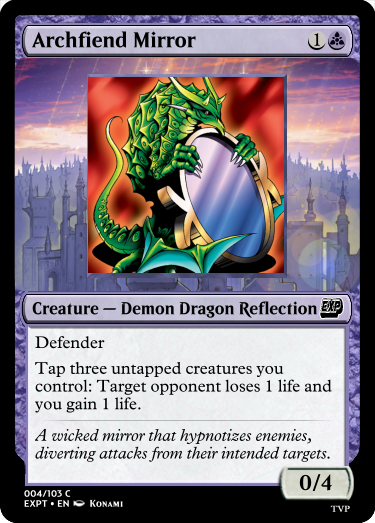 Archfiend Mirror 1
Creature — Demon Dragon Reflection EXP
Defender
Tap three untapped creatures you
control: Target opponent loses 1 life and
you gain 1 life.
A wicked mirror that hypnotizes enemies,
diverting attacks from their intended targets.
0/4
004/103 C
EXPT • EN Konami
TVP